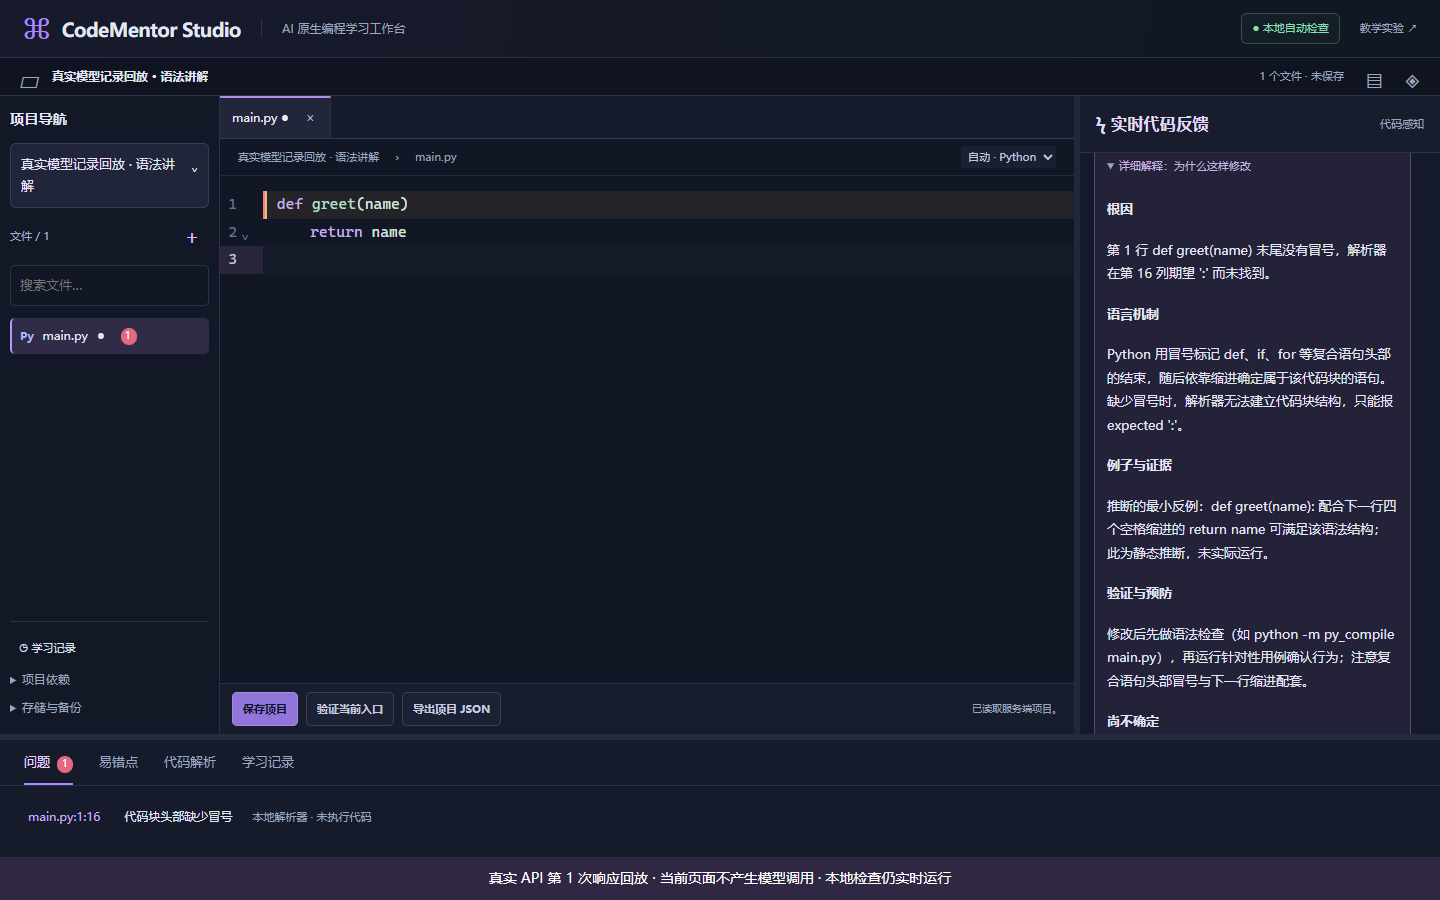 CodeMentor Studio
AI 原生编程学习工作台
本地自动检查
教学实验 ↗
真实模型记录回放 · 语法讲解
1 个文件 · 未保存
项目导航
真实模型记录回放 · 语法讲
解
文件 / 1
+
搜索文件...
Py main.py ● 1
◷ 学习记录
▸ 项目依赖
▸ 存储与备份
main.py ● ×
真实模型记录回放 · 语法讲解 › main.py
自动 · Python
1 def greet(name)
2 return name
3
保存项目
验证当前入口
导出项目 JSON
已读取服务端项目。
实时代码反馈
代码感知
▾ 详细解释：为什么这样修改
根因
第 1 行 def greet(name) 末尾没有冒号，解析器
在第 16 列期望 ':' 而未找到。
语言机制
Python 用冒号标记 def、if、for 等复合语句头部
的结束，随后依靠缩进确定属于该代码块的语句。
缺少冒号时，解析器无法建立代码块结构，只能报
expected ':'。
例子与证据
推断的最小反例：def greet(name): 配合下一行四
个空格缩进的 return name 可满足该语法结构；
此为静态推断，未实际运行。
验证与预防
修改后先做语法检查（如 python -m py_compile
main.py），再运行针对性用例确认行为；注意复
合语句头部冒号与下一行缩进配套。
尚不确定
问题 1
易错点
代码解析
学习记录
main.py:1:16 代码块头部缺少冒号 本地解析器 · 未执行代码
真实 API 第 1 次响应回放 · 当前页面不产生模型调用 · 本地检查仍实时运行